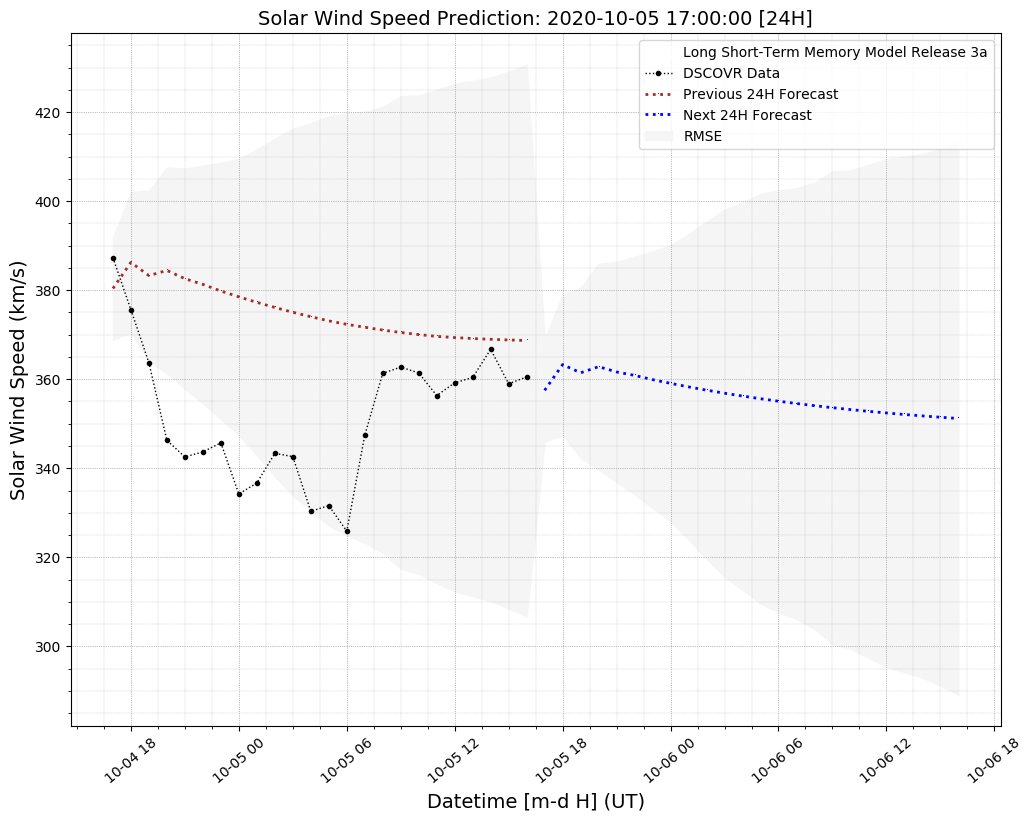 Solar Wind Speed Prediction: 2020-10-05 17:00:00 [24H]
Long Short-Term Memory Model Release 3a
DSCOVR Data
Previous 24H Forecast
Next 24H Forecast
RMSE
Solar Wind Speed (km/s)
420
400
380
360
340
320
300
10-04 18
10-05 00
10-05 06
10-05 12
10-05 18
10-06 00
10-06 06
10-06 12
10-06 18
Datetime [m-d H] (UT)